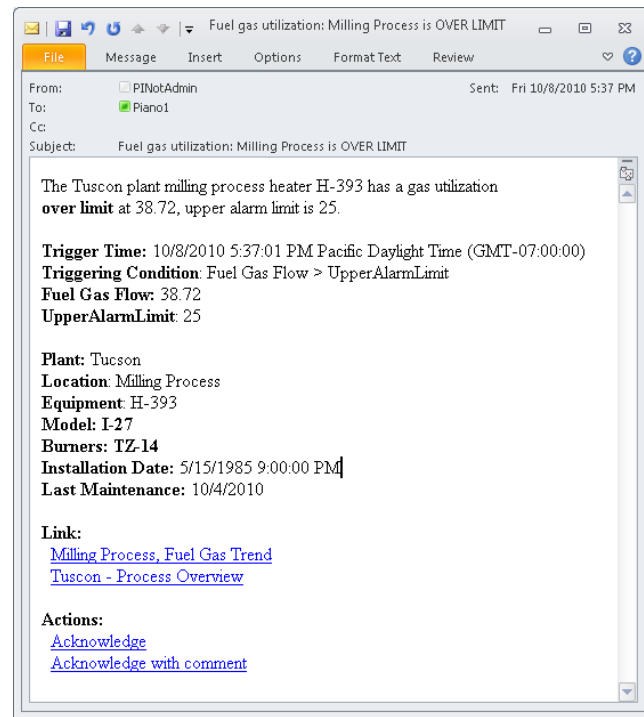 Fuel gas utilization: Milling Process is OVER LIMIT
File Message Insert Options Format Text Review
From: PINotAdmin Sent: Fri 10/8/2010 5:37 PM
To: Piano1
Cc:
Subject: Fuel gas utilization: Milling Process is OVER LIMIT
The Tuscon plant milling process heater H-393 has a gas utilization
over limit at 38.72, upper alarm limit is 25.
Trigger Time: 10/8/2010 5:37:01 PM Pacific Daylight Time (GMT-07:00:00)
Triggering Condition: Fuel Gas Flow > UpperAlarmLimit
Fuel Gas Flow: 38.72
UpperAlarmLimit: 25
Plant: Tucson
Location: Milling Process
Equipment: H-393
Model: I-27
Burners: TZ-14
Installation Date: 5/15/1985 9:00:00 PM
Last Maintenance: 10/4/2010
Link:
Milling Process, Fuel Gas Trend
Tuscon - Process Overview
Actions:
Acknowledge
Acknowledge with comment